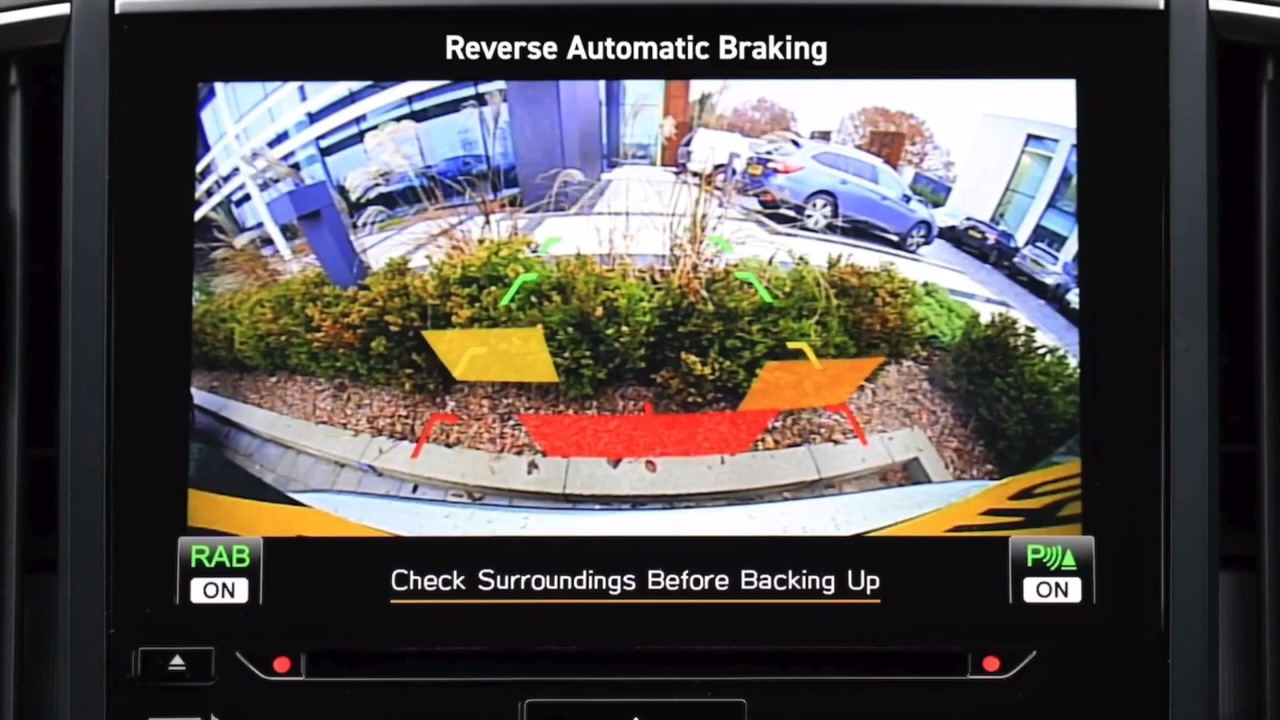 Reverse Automatic Braking
RAB
ON
Check Surroundings Before Backing Up
P
ON